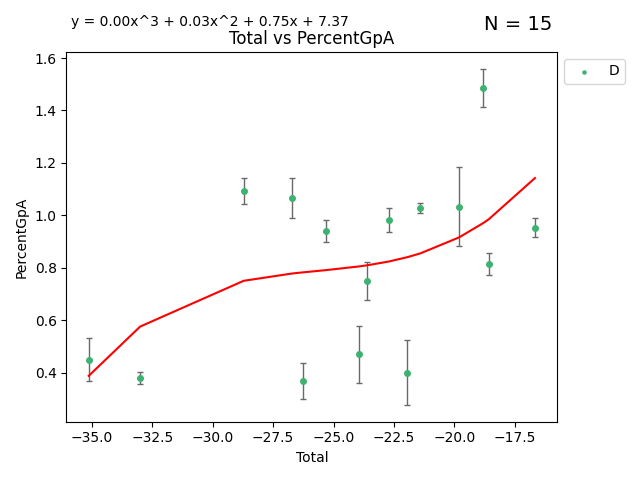 y = 0.00x^3 + 0.03x^2 + 0.75x + 7.37
N = 15
Total vs PercentGpA
D
PercentGpA
1.6
1.4
1.2
1.0
0.8
0.6
0.4
−35.0 −32.5 −30.0 −27.5 −25.0 −22.5 −20.0 −17.5
Total